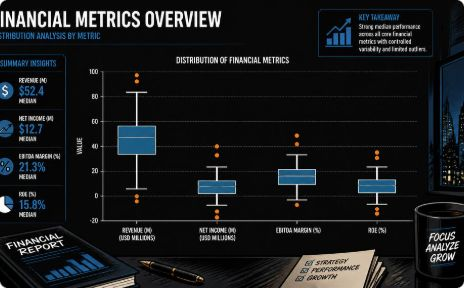 FINANCIAL METRICS OVERVIEW
DISTRIBUTION ANALYSIS BY METRIC
KEY TAKEAWAY
Strong median performance
across all core financial
metrics with controlled
variability and limited outliers.
SUMMARY INSIGHTS
REVENUE (M)
$52.4
MEDIAN
NET INCOME (M)
$12.7
MEDIAN
EBITDA MARGIN (%)
21.3%
MEDIAN
ROE (%)
15.8%
MEDIAN
DISTRIBUTION OF FINANCIAL METRICS
VALUE
100
80
60
40
20
0
-20
REVENUE (M)
(USD MILLIONS)
NET INCOME (M)
(USD MILLIONS)
EBITDA MARGIN (%)
ROE (%)
FINANCIAL
REPORT
STRATEGY
PERFORMANCE
GROWTH
FOCUS
ANALYZE
GROW